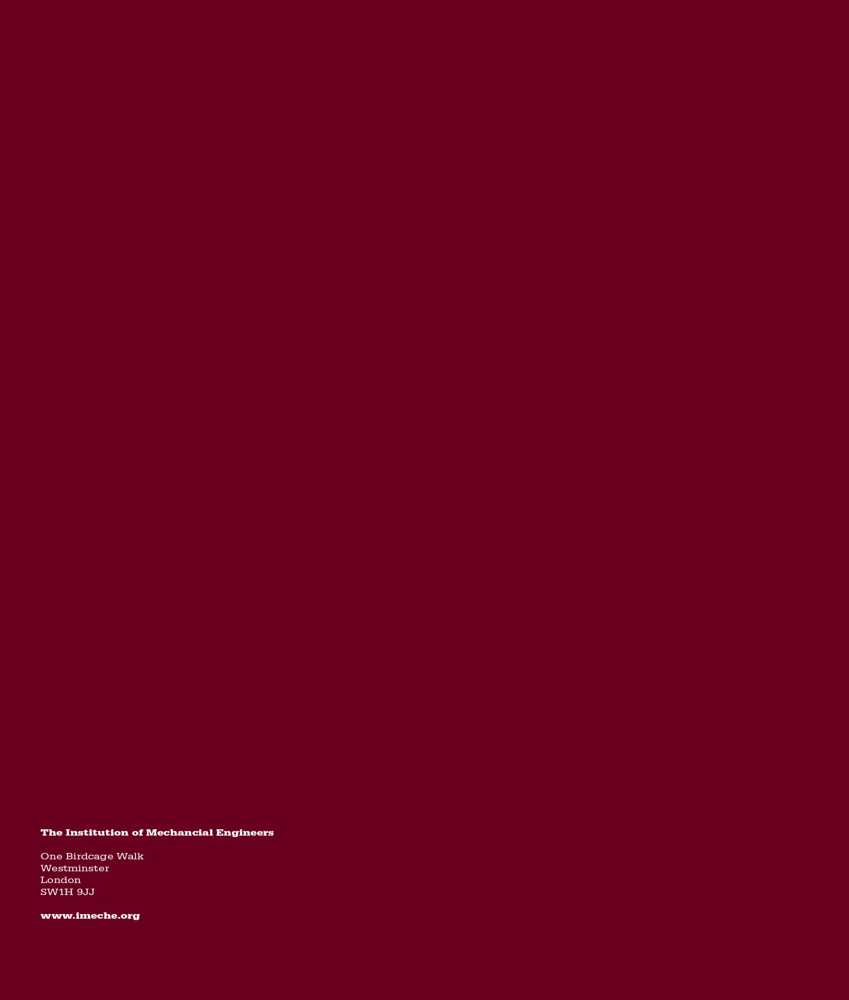 The Institution of Mechancial Engineers
One Birdcage Walk
Westminster
London
SW1H 9JJ
www.imeche.org